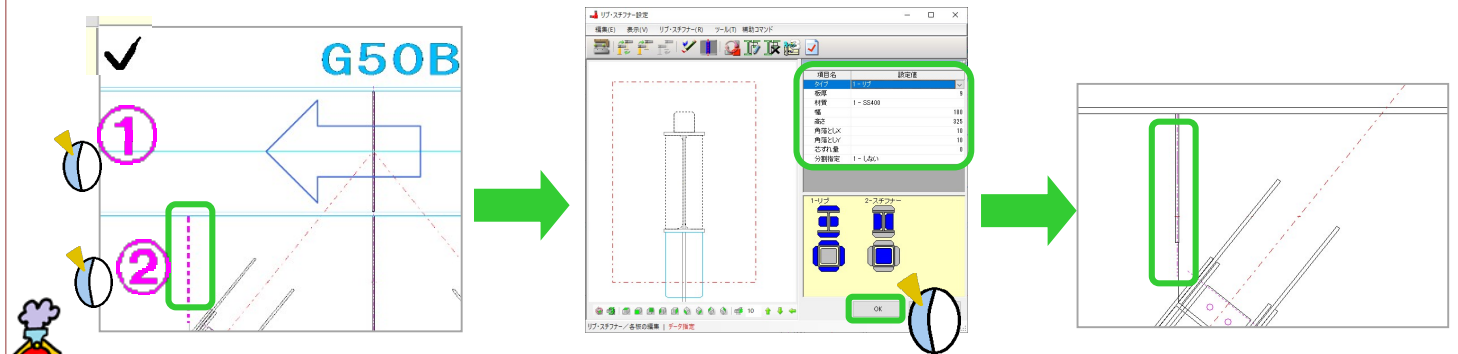 G50B
①
②
リブ・スチフナー設定
編集(E) 表示(V) リブ・スチフナー(R) ツール(T) 補助コマンド
項目名 設定値
タイプ 1 - リブ
板厚 9
材質 1 - SS400
幅 100
高さ 325
角落としX 10
角落としY 10
芯ずれ量 0
分割指定 1 - しない
1-リブ 2-スチフナー
10
OK
リブ・スチフナー／各板の編集 | データ指定